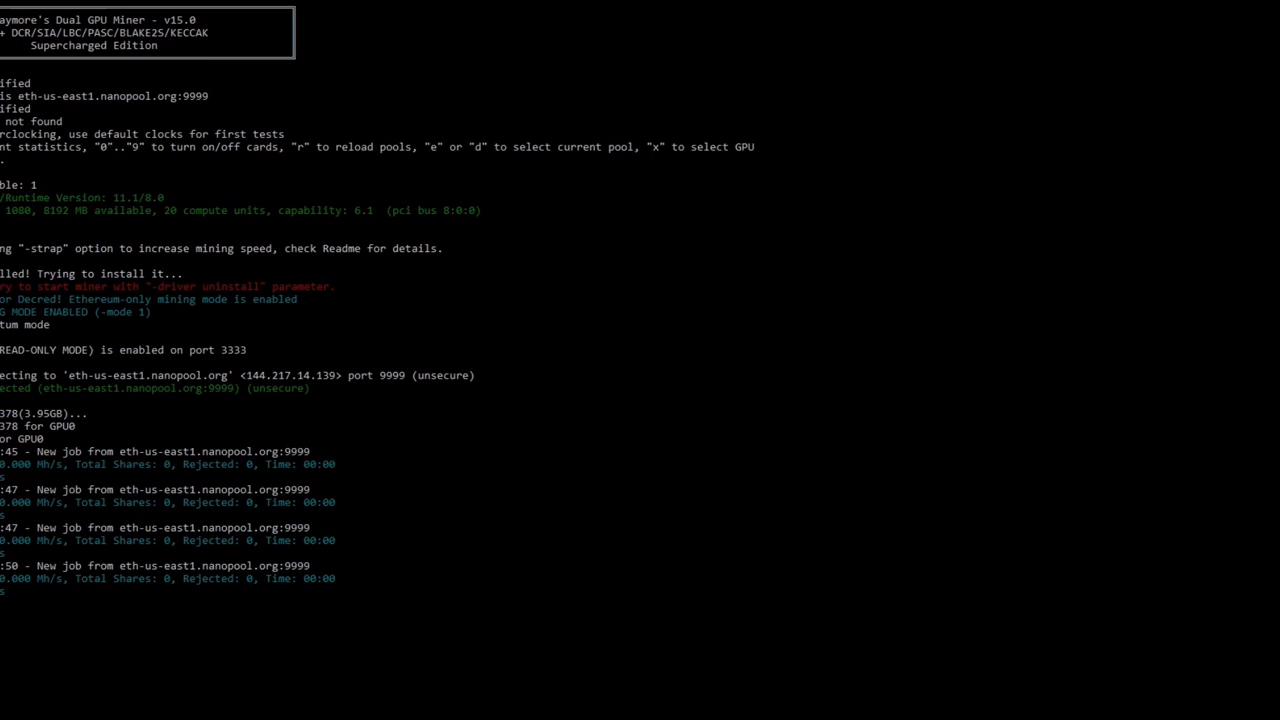 aymore's Dual GPU Miner - v15.0
+ DCR/SIA/LBC/PASC/BLAKE2S/KECCAK
Supercharged Edition
ified
is eth-us-east1.nanopool.org:9999
ified
not found
rclocking, use default clocks for first tests
nt statistics, "0".."9" to turn on/off cards, "r" to reload pools, "e" or "d" to select current pool, "x" to select GPU
.
ble: 1
/Runtime Version: 11.1/8.0
1080, 8192 MB available, 20 compute units, capability: 6.1 (pci bus 8:0:0)
ng "-strap" option to increase mining speed, check Readme for details.
lled! Trying to install it...
ry to start miner with "-driver uninstall" parameter.
or Decred! Ethereum-only mining mode is enabled
G MODE ENABLED (-mode 1)
tum mode
READ-ONLY MODE) is enabled on port 3333
ecting to 'eth-us-east1.nanopool.org' <144.217.14.139> port 9999 (unsecure)
ected (eth-us-east1.nanopool.org:9999) (unsecure)
378(3.95GB)...
378 for GPU0
or GPU0
:45 - New job from eth-us-east1.nanopool.org:9999
0.000 Mh/s, Total Shares: 0, Rejected: 0, Time: 00:00
s
:47 - New job from eth-us-east1.nanopool.org:9999
0.000 Mh/s, Total Shares: 0, Rejected: 0, Time: 00:00
s
:47 - New job from eth-us-east1.nanopool.org:9999
0.000 Mh/s, Total Shares: 0, Rejected: 0, Time: 00:00
s
:50 - New job from eth-us-east1.nanopool.org:9999
0.000 Mh/s, Total Shares: 0, Rejected: 0, Time: 00:00
s